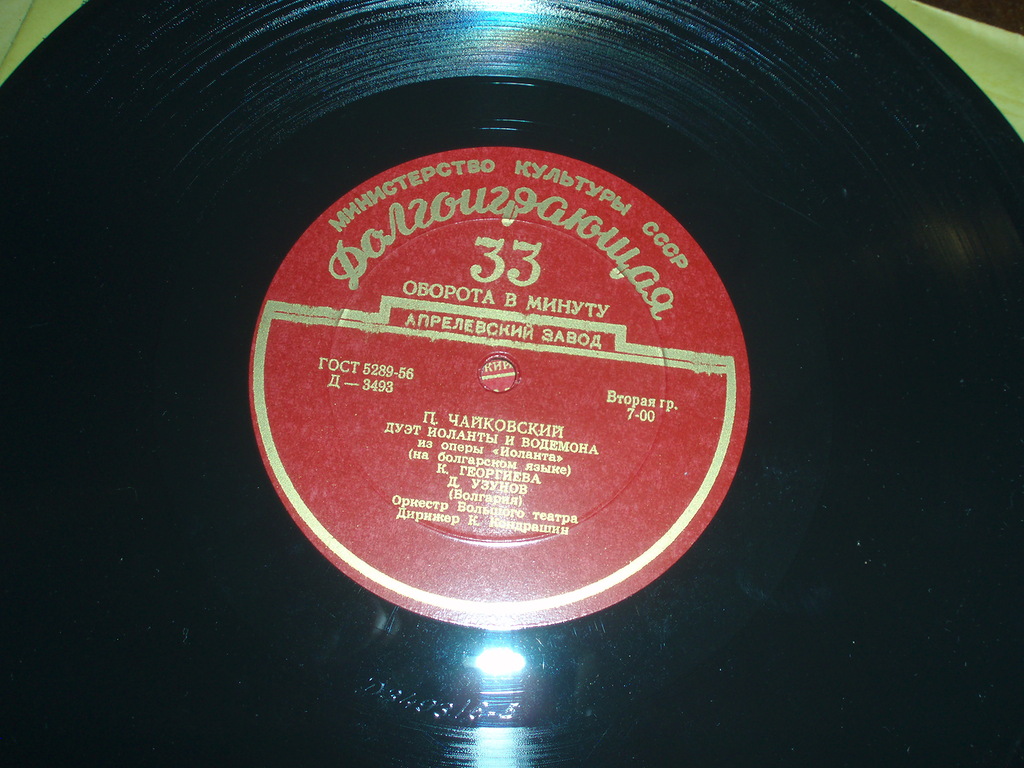 МИНИСТЕРСТВО КУЛЬТУРЫ СССР
Долгоиграющая
33
ОБОРОТА В МИНУТУ
АПРЕЛЕВСКИЙ ЗАВОД
ГОСТ 5289-56
Д — 3493
Вторая гр.
7-00
П. ЧАЙКОВСКИЙ
ДУЭТ ИОЛАНТЫ И ВОДЕМОНА
из оперы «Иоланта»
(на болгарском языке)
К. ГЕОРГИЕВА
Д. УЗУНОВ
(Болгария)
Оркестр Большого театра
Дирижер К. Кондрашин